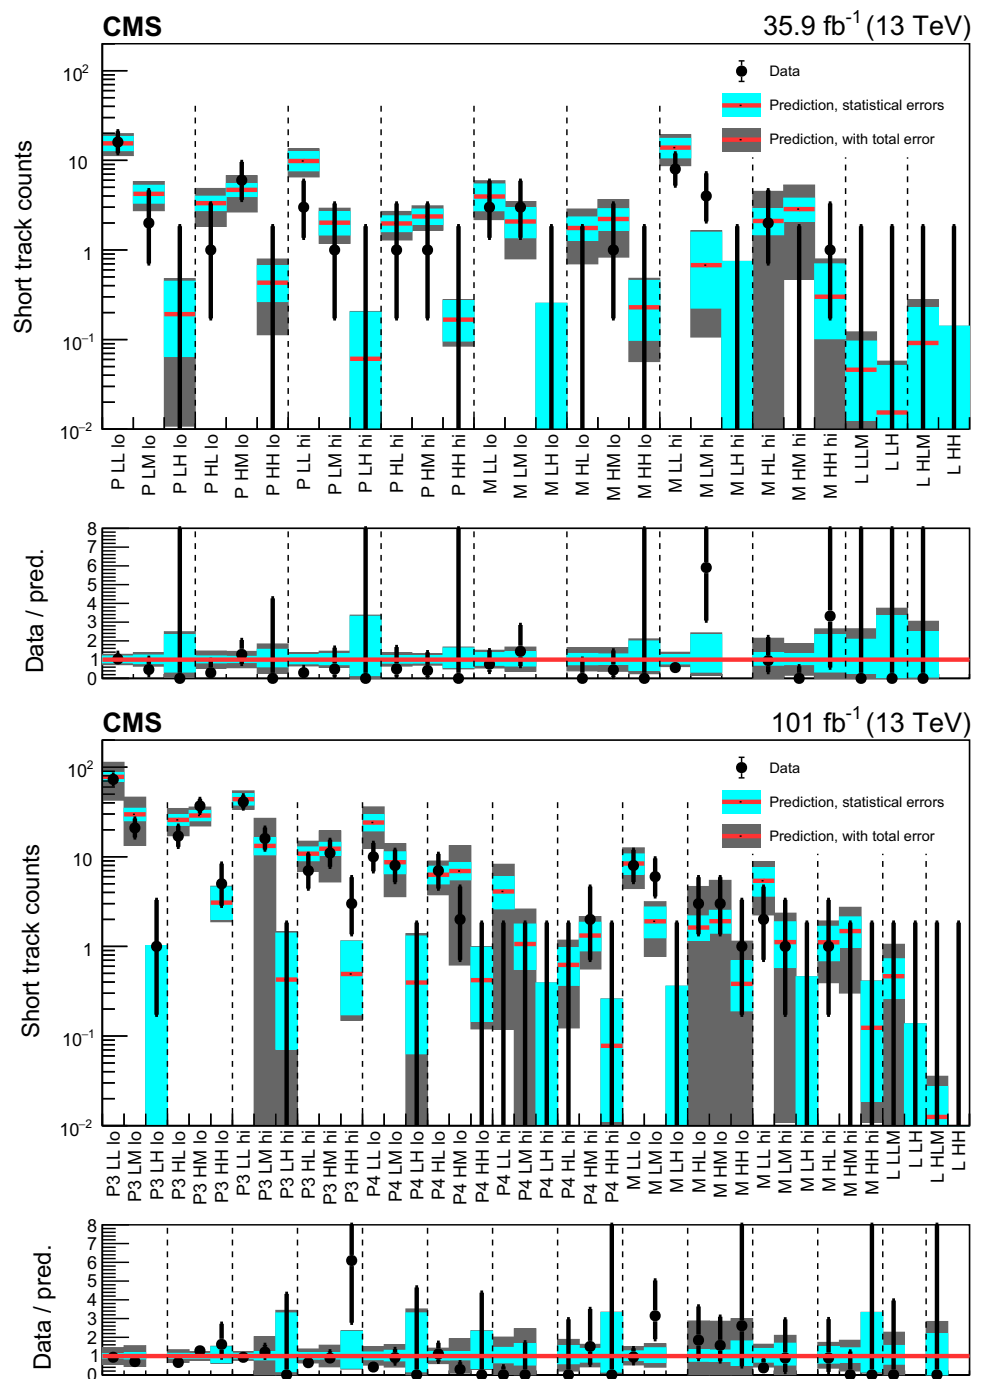 CMS
35.9 fb⁻¹ (13 TeV)
Short track counts
10²
10
1
10⁻¹
10⁻²
Data
Prediction, statistical errors
Prediction, with total error
P LL lo
P LM lo
P LH lo
P HL lo
P HM lo
P HH lo
P LL hi
P LM hi
P LH hi
P HL hi
P HM hi
P HH hi
M LL lo
M LM lo
M LH lo
M HL lo
M HM lo
M HH lo
M LL hi
M LM hi
M LH hi
M HL hi
M HM hi
M HH hi
L LLM
L LH
L HLM
L HH
Data / pred.
8
7
6
5
4
3
2
1
0
CMS
101 fb⁻¹ (13 TeV)
Short track counts
10²
10
1
10⁻¹
10⁻²
Data
Prediction, statistical errors
Prediction, with total error
P3 LL lo
P3 LM lo
P3 LH lo
P3 HL lo
P3 HM lo
P3 HH lo
P3 LL hi
P3 LM hi
P3 LH hi
P3 HL hi
P3 HM hi
P3 HH hi
P4 LL lo
P4 LM lo
P4 LH lo
P4 HL lo
P4 HM lo
P4 HH lo
P4 LL hi
P4 LM hi
P4 LH hi
P4 HL hi
P4 HM hi
P4 HH hi
M LL lo
M LM lo
M LH lo
M HL lo
M HM lo
M HH lo
M LL hi
M LM hi
M LH hi
M HL hi
M HM hi
M HH hi
L LLM
L LH
L HLM
L HH
Data / pred.
8
7
6
5
4
3
2
1
0